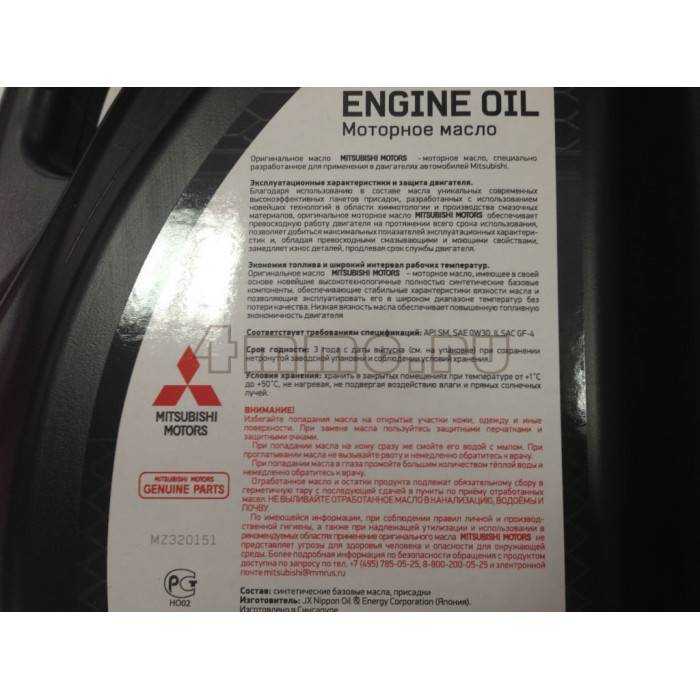 ENGINE OIL
Моторное масло
Оригинальное масло MITSUBISHI MOTORS - моторное масло, специально
разработанное для применения в двигателях автомобилей Mitsubishi.
Эксплуатационные характеристики и защита двигателя.
Благодаря использованию в составе масла уникальных современных
высокоэффективных пакетов присадок, разработанных с использованием
новейших технологий в области химмотологии и производства смазочных
материалов, оригинальное моторное масло MITSUBISHI MOTORS обеспечивает
превосходную работу двигателя на протяжении всего срока использования,
позволяет добиться максимальных показателей эксплуатационных характери-
стик и, обладая превосходными смазывающими и моющими свойствами,
замедляет износ деталей, продлевая срок службы двигателя.
Экономия топлива и широкий интервал рабочих температур.
Оригинальное масло MITSUBISHI MOTORS - моторное масло, имеющее в своей
основе новейшие высокотехнологичные полностью синтетические базовые
компоненты, обеспечивающие стабильные характеристики вязкости масла и
позволяющие эксплуатировать его в широком диапазоне температур без
потери качества. Низкая вязкость масла обеспечивает повышенную топливную
экономичность двигателя
Соответствует требованиям спецификаций: API SM, SAE 0W30, ILSAC GF-4
Срок годности: 3 года с даты выпуска (см. на упаковке) при сохранении
нетронутой заводской упаковки и соблюдении условий хранения.
Условия хранения: хранить в закрытых помещениях при температуре от +1°С
до +50°С, не нагревая, не подвергая воздействию влаги и прямых солнечных
лучей.
ВНИМАНИЕ!
Избегайте попадания масла на открытые участки кожи, одежду и иные
поверхности. При замене масла пользуйтесь защитными перчатками и
защитными очками.
При попадании масла на кожу сразу же смойте его водой с мылом. При
проглатывании масла не вызывайте рвоту и немедленно обратитесь к врачу.
При попадании масла в глаза промойте большим количеством тёплой воды и
немедленно обратитесь к врачу.
Отработанное масло и остатки продукта подлежат обязательному сбору в
герметичную тару с последующей сдачей в пункты по приёму отработанных
масел. НЕ ВЫЛИВАЙТЕ ОТРАБОТАННОЕ МАСЛО В КАНАЛИЗАЦИЮ, ВОДОЁМЫ И
ПОЧВУ.
По имеющейся информации, при соблюдении правил личной и производ-
ственной гигиены, а также при надлежащей утилизации и использовании в
рекомендуемых областях применения оригинального масла MITSUBISHI MOTORS не
представляет угрозы для здоровья человека и опасности для окружающей
среды. Более подробная информация по безопасному обращению с продуктом
доступна по запросу по тел. +7 (495) 785-05-25, 8-800-200-05-25 и электронной
почте mitsubishi@mmrus.ru
Состав: синтетические базовые масла, присадки
Изготовитель: JX Nippon Oil & Energy Corporation (Япония).
Изготовлено в Сингапуре
MITSUBISHI
MOTORS
MITSUBISHI MOTORS
GENUINE PARTS
MZ320151
НО02
4mmc.ru